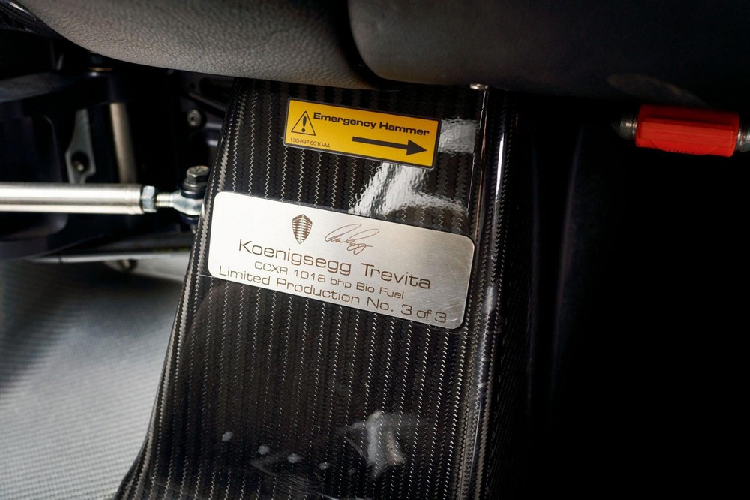 Emergency Hammer
Koenigsegg Trevita
CCXR 1018 bhp Bio Fuel
Limited Production No. 3 of 3